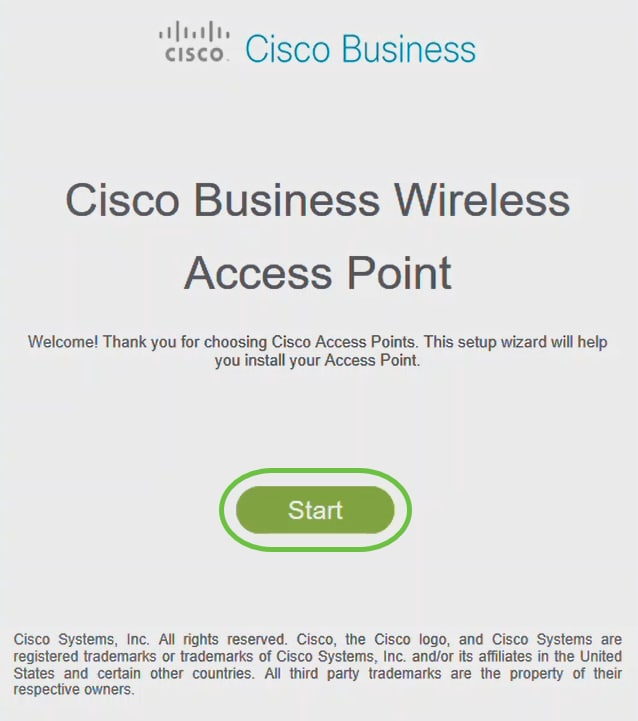 CISCO Cisco Business
Cisco Business Wireless
Access Point
Welcome! Thank you for choosing Cisco Access Points. This setup wizard will help
you install your Access Point.
Start
Cisco Systems, Inc. All rights reserved. Cisco, the Cisco logo, and Cisco Systems are
registered trademarks or trademarks of Cisco Systems, Inc. and/or its affiliates in the United
States and certain other countries. All third party trademarks are the property of their
respective owners.